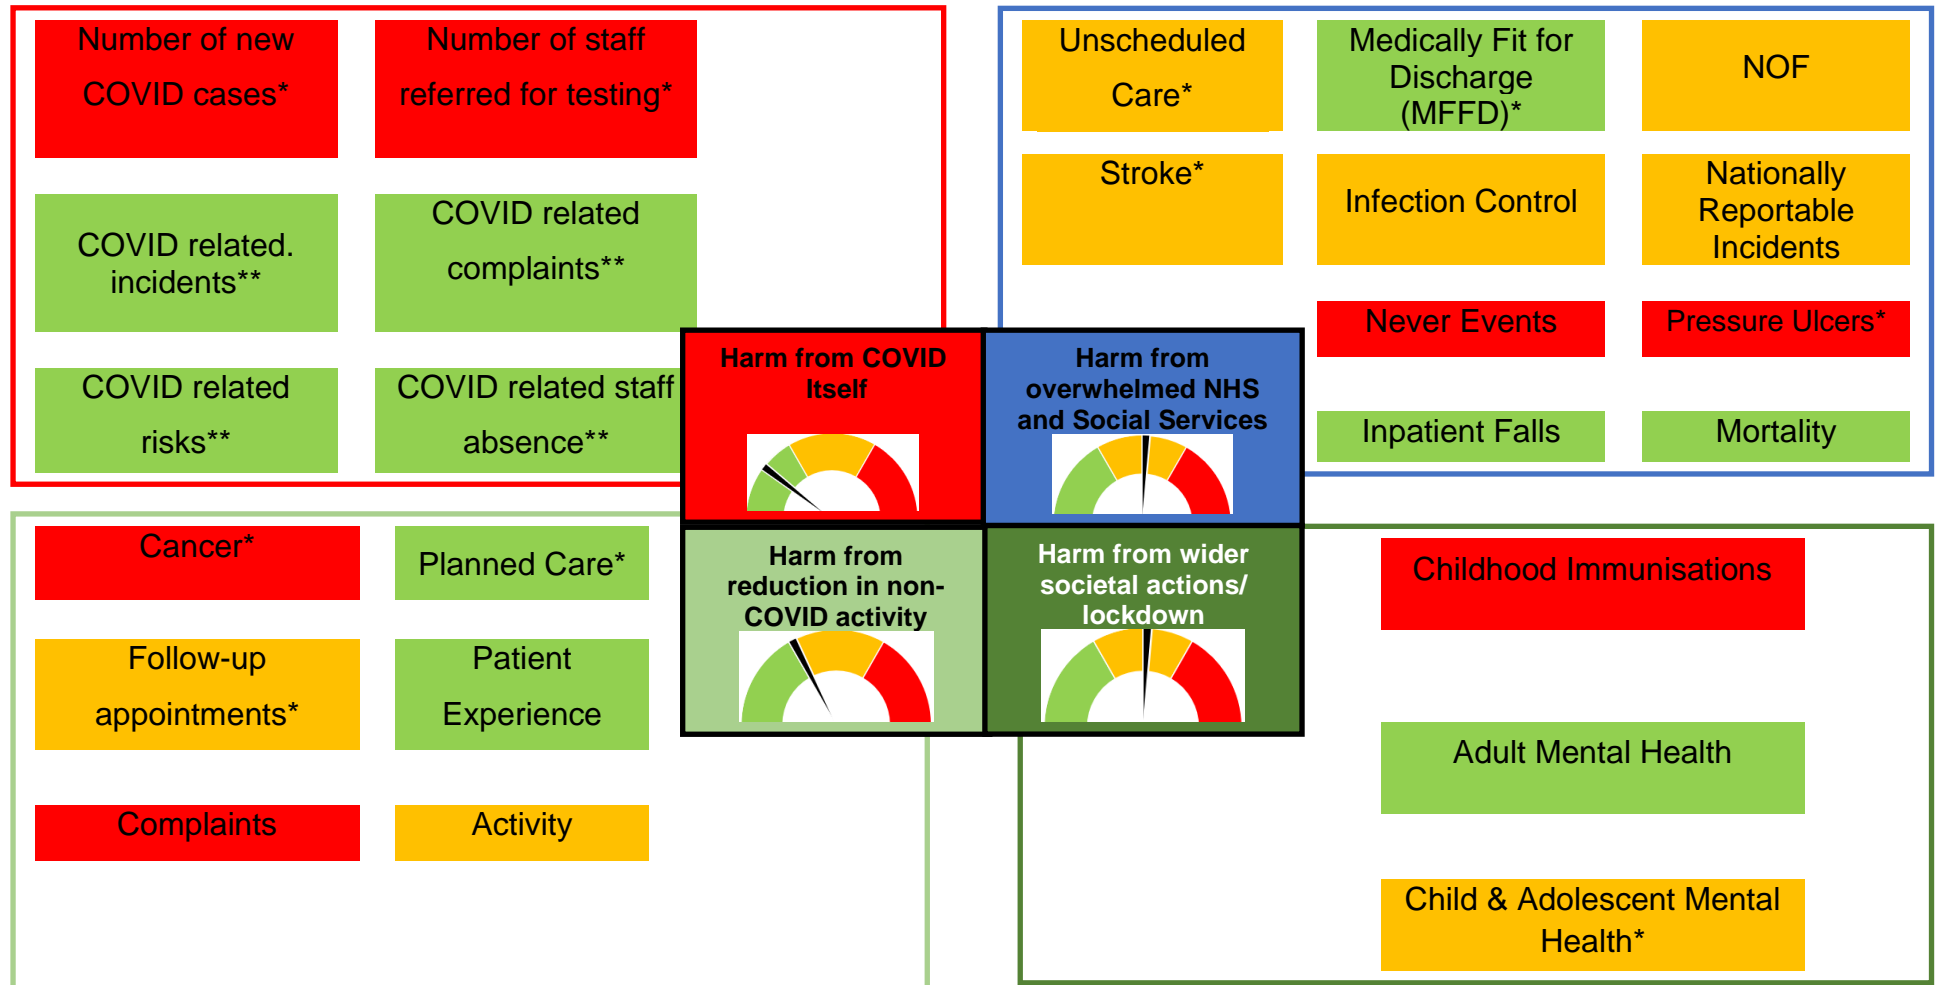 Number of new
COVID cases*
Number of staff
referred for testing*
COVID related.
incidents**
COVID related
complaints**
COVID related
risks**
COVID related staff
absence**
Unscheduled
Care*
Medically Fit for
Discharge
(MFFD)*
NOF
Stroke*
Infection Control
Nationally
Reportable
Incidents
Never Events
Pressure Ulcers*
Inpatient Falls
Mortality
Harm from COVID
Itself
Harm from
overwhelmed NHS
and Social Services
Harm from
reduction in non-
COVID activity
Harm from wider
societal actions/
lockdown
Cancer*
Planned Care*
Follow-up
appointments*
Patient
Experience
Complaints
Activity
Childhood Immunisations
Adult Mental Health
Child & Adolescent Mental
Health*